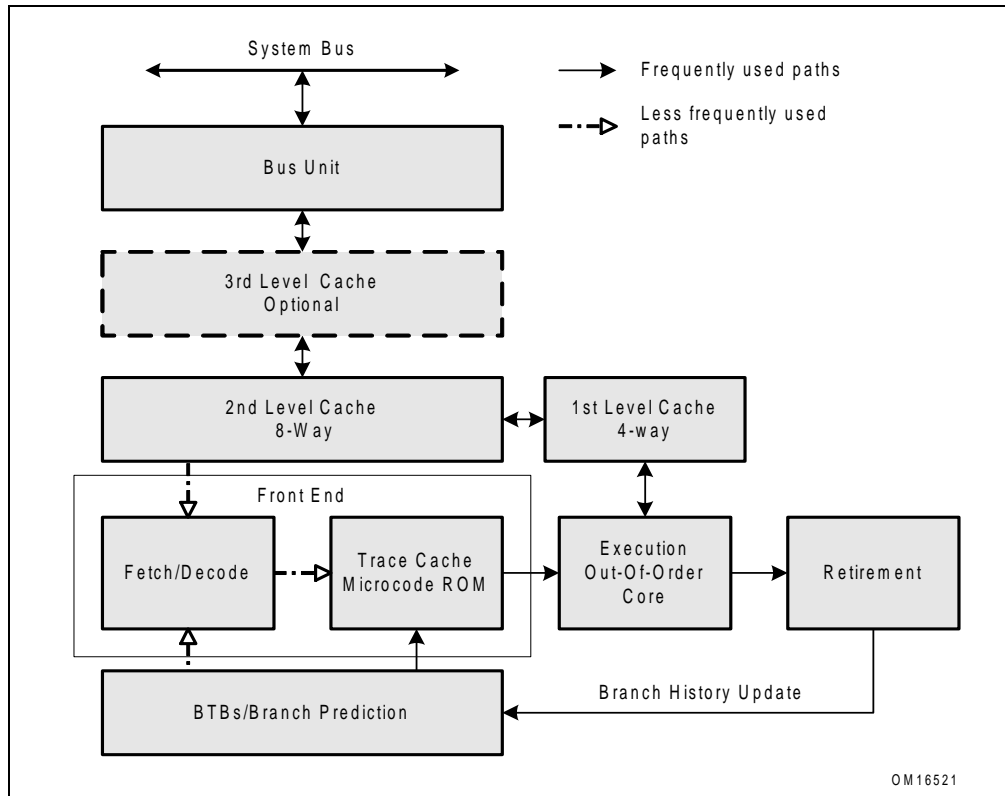 System Bus
Frequently used paths
Less frequently used
paths
Bus Unit
3rd Level Cache
Optional
2nd Level Cache
8-Way
1st Level Cache
4-way
Front End
Fetch/Decode
Trace Cache
Microcode ROM
Execution
Out-Of-Order
Core
Retirement
BTBs/Branch Prediction
Branch History Update
OM16521